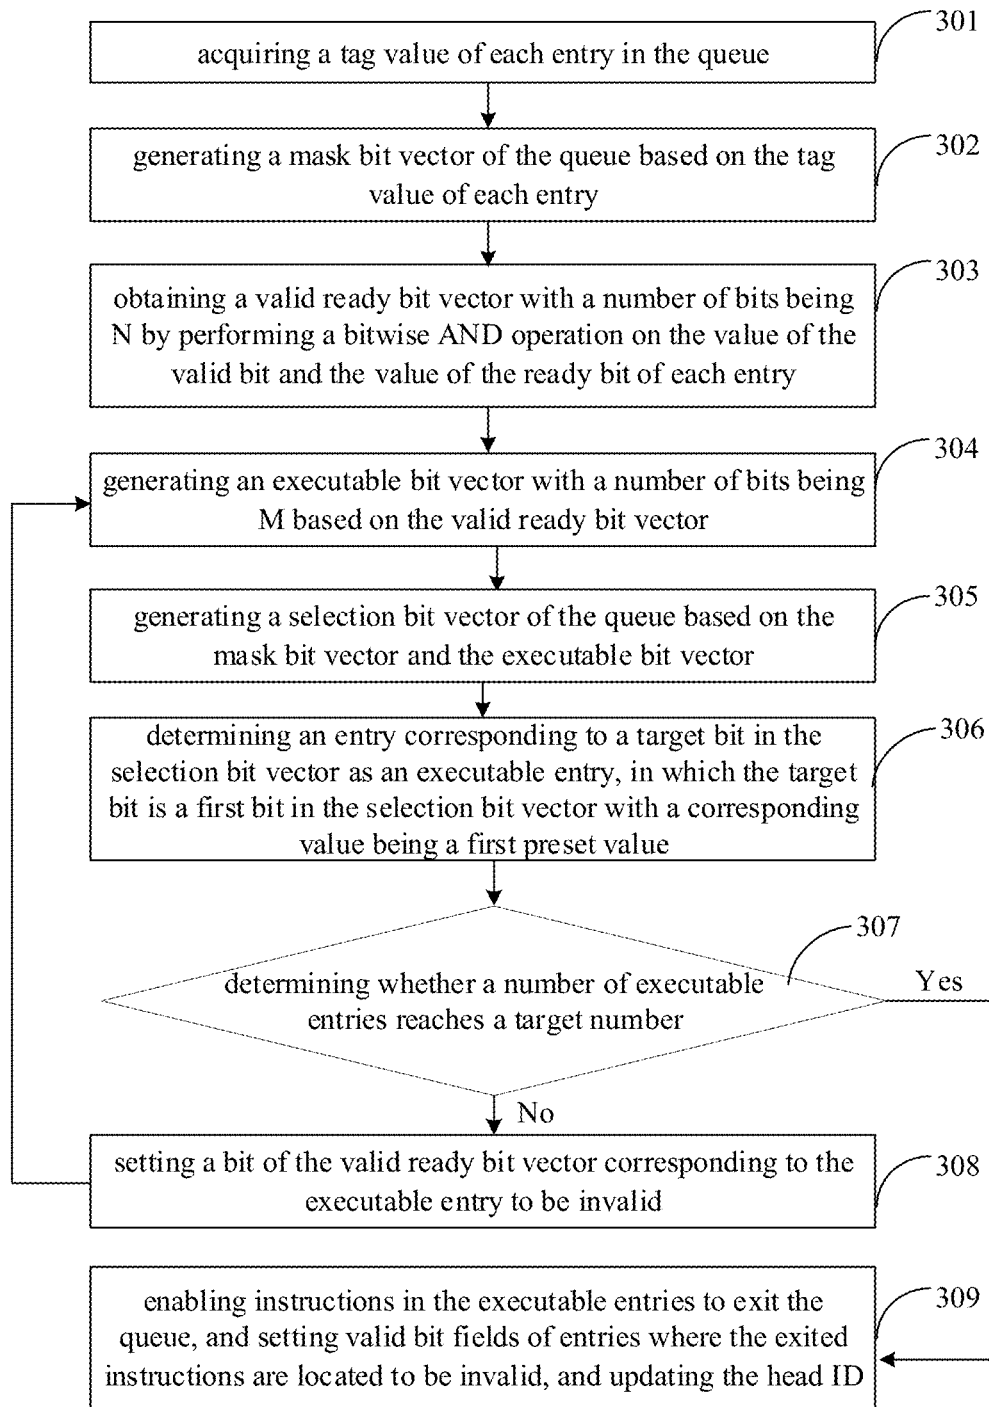 301
acquiring a tag value of each entry in the queue
302
generating a mask bit vector of the queue based on the tag
value of each entry
303
obtaining a valid ready bit vector with a number of bits being
N by performing a bitwise AND operation on the value of the
valid bit and the value of the ready bit of each entry
304
generating an executable bit vector with a number of bits being
M based on the valid ready bit vector
305
generating a selection bit vector of the queue based on the
mask bit vector and the executable bit vector
306
determining an entry corresponding to a target bit in the
selection bit vector as an executable entry, in which the target
bit is a first bit in the selection bit vector with a corresponding
value being a first preset value
307
determining whether a number of executable
entries reaches a target number
Yes
No
setting a bit of the valid ready bit vector corresponding to the
executable entry to be invalid
308
309
enabling instructions in the executable entries to exit the
queue, and setting valid bit fields of entries where the exited
instructions are located to be invalid, and updating the head ID